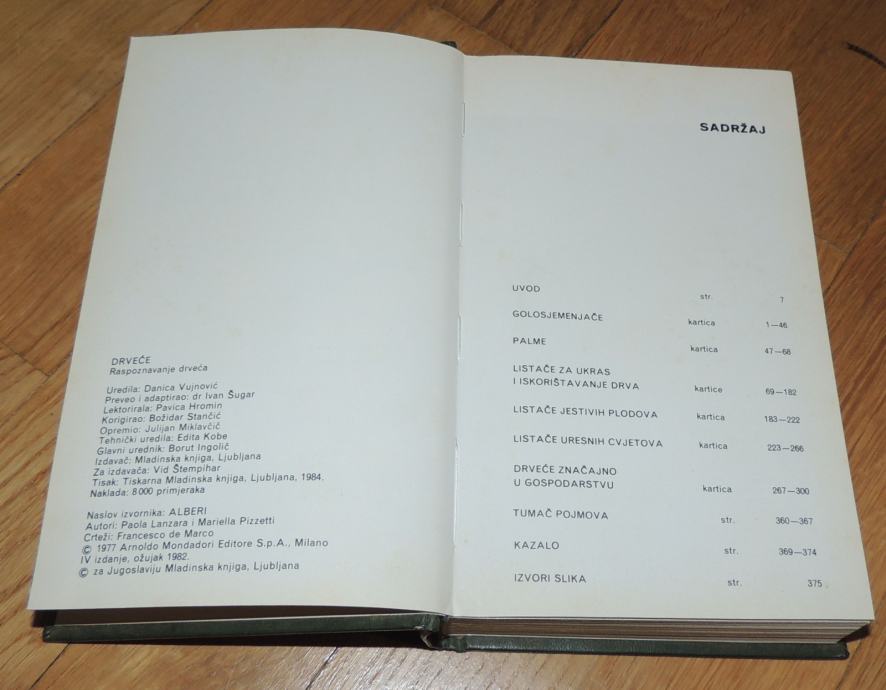 DRVEĆE
Raspoznavanje drveća
Uredila: Danica Vujnović
Preveo i adaptirao: dr Ivan Šugar
Lektorirala: Pavica Hromin
Korigirao: Božidar Stančić
Opremio: Julijan Miklavčič
Tehnički uredila: Edita Kobe
Glavni urednik: Borut Ingolič
Izdavač: Mladinska knjiga, Ljubljana
Za izdavača: Vid Štempihar
Tisak: Tiskarna Mladinska knjiga, Ljubljana, 1984.
Naklada: 8000 primjeraka
Naslov izvornika: ALBERI
Autori: Paola Lanzara i Mariella Pizzetti
Crteži: Francesco de Marco
© 1977 Arnoldo Mondadori Editore S.p.A., Milano
IV izdanje, ožujak 1982.
© za Jugoslaviju Mladinska knjiga, Ljubljana
SADRŽAJ
UVOD str. 7
GOLOSJEMENJAČE kartica 1—46
PALME kartica 47—68
LISTAČE ZA UKRAS
I ISKORIŠTAVANJE DRVA kartice 69—182
LISTAČE JESTIVIH PLODOVA kartica 183—222
LISTAČE URESNIH CVJETOVA kartica 223—266
DRVEĆE ZNAČAJNO
U GOSPODARSTVU kartica 267—300
TUMAČ POJMOVA str. 360—367
KAZALO str. 369—374
IZVORI SLIKA str. 375